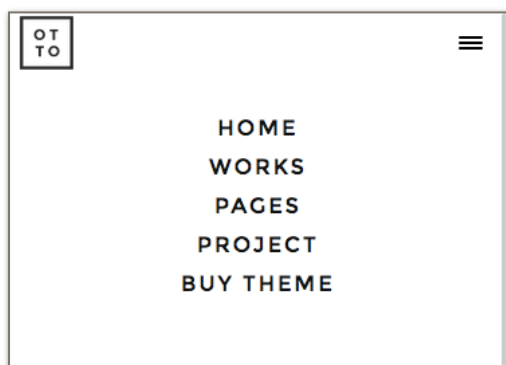 OT
TO
HOME
WORKS
PAGES
PROJECT
BUY THEME